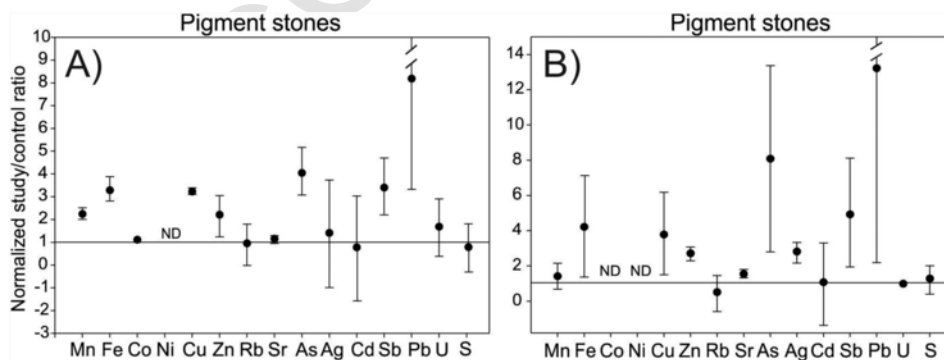 Pigment stones
Pigment stones
A)
B)
Normalized study/control ratio
10
9
8
7
6
5
4
3
2
1
0
-1
-2
-3
ND
Mn Fe Co Ni Cu Zn Rb Sr As Ag Cd Sb Pb U S
14
12
10
8
6
4
2
0
ND ND
Mn Fe Co Ni Cu Zn Rb Sr As Ag Cd Sb Pb U S